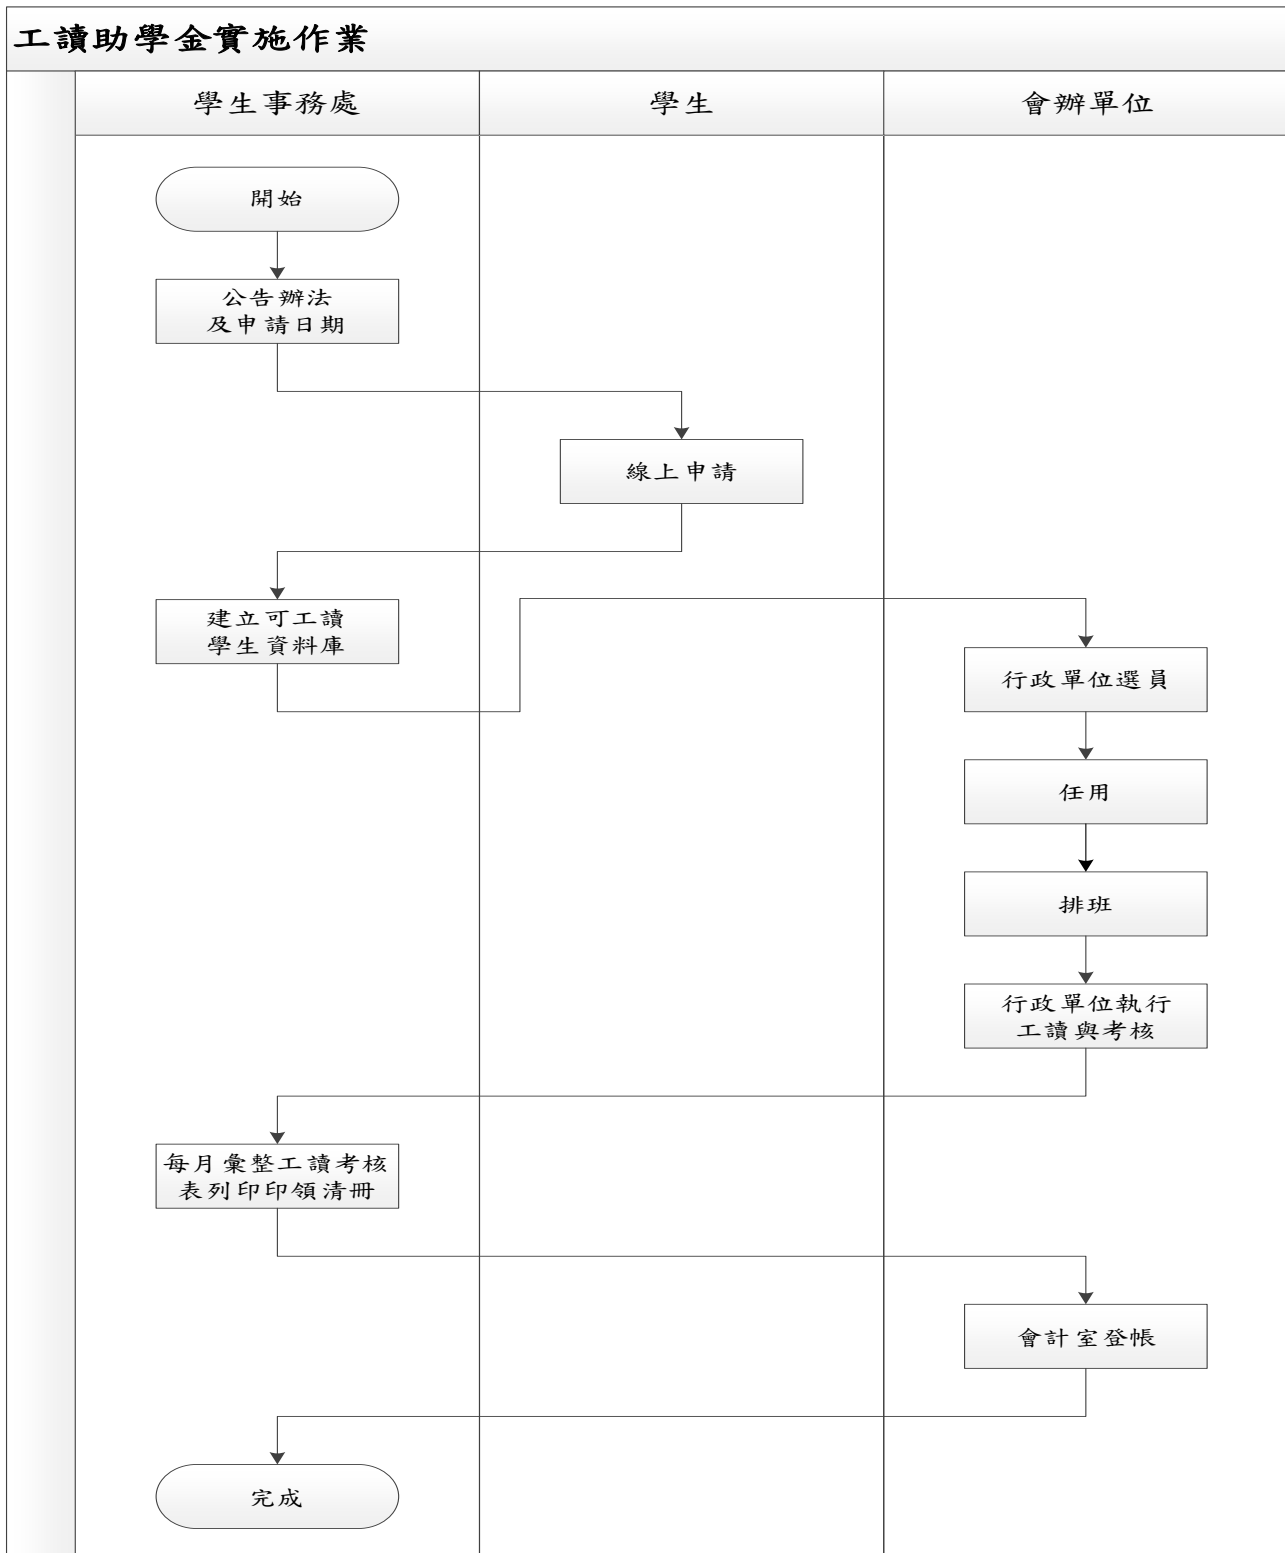 工讀助學金實施作業
學生事務處
學生
會辦單位
開始
公告辦法
及申請日期
線上申請
建立可工讀
學生資料庫
行政單位選員
任用
排班
行政單位執行
工讀與考核
每月彙整工讀考核
表列印印領清冊
會計室登帳
完成